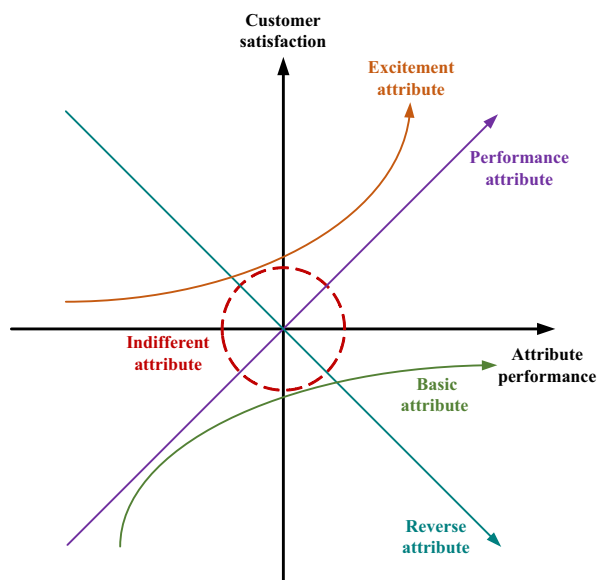 Customer
satisfaction
Excitement
attribute
Performance
attribute
Indifferent
attribute
Attribute
performance
Basic
attribute
Reverse
attribute